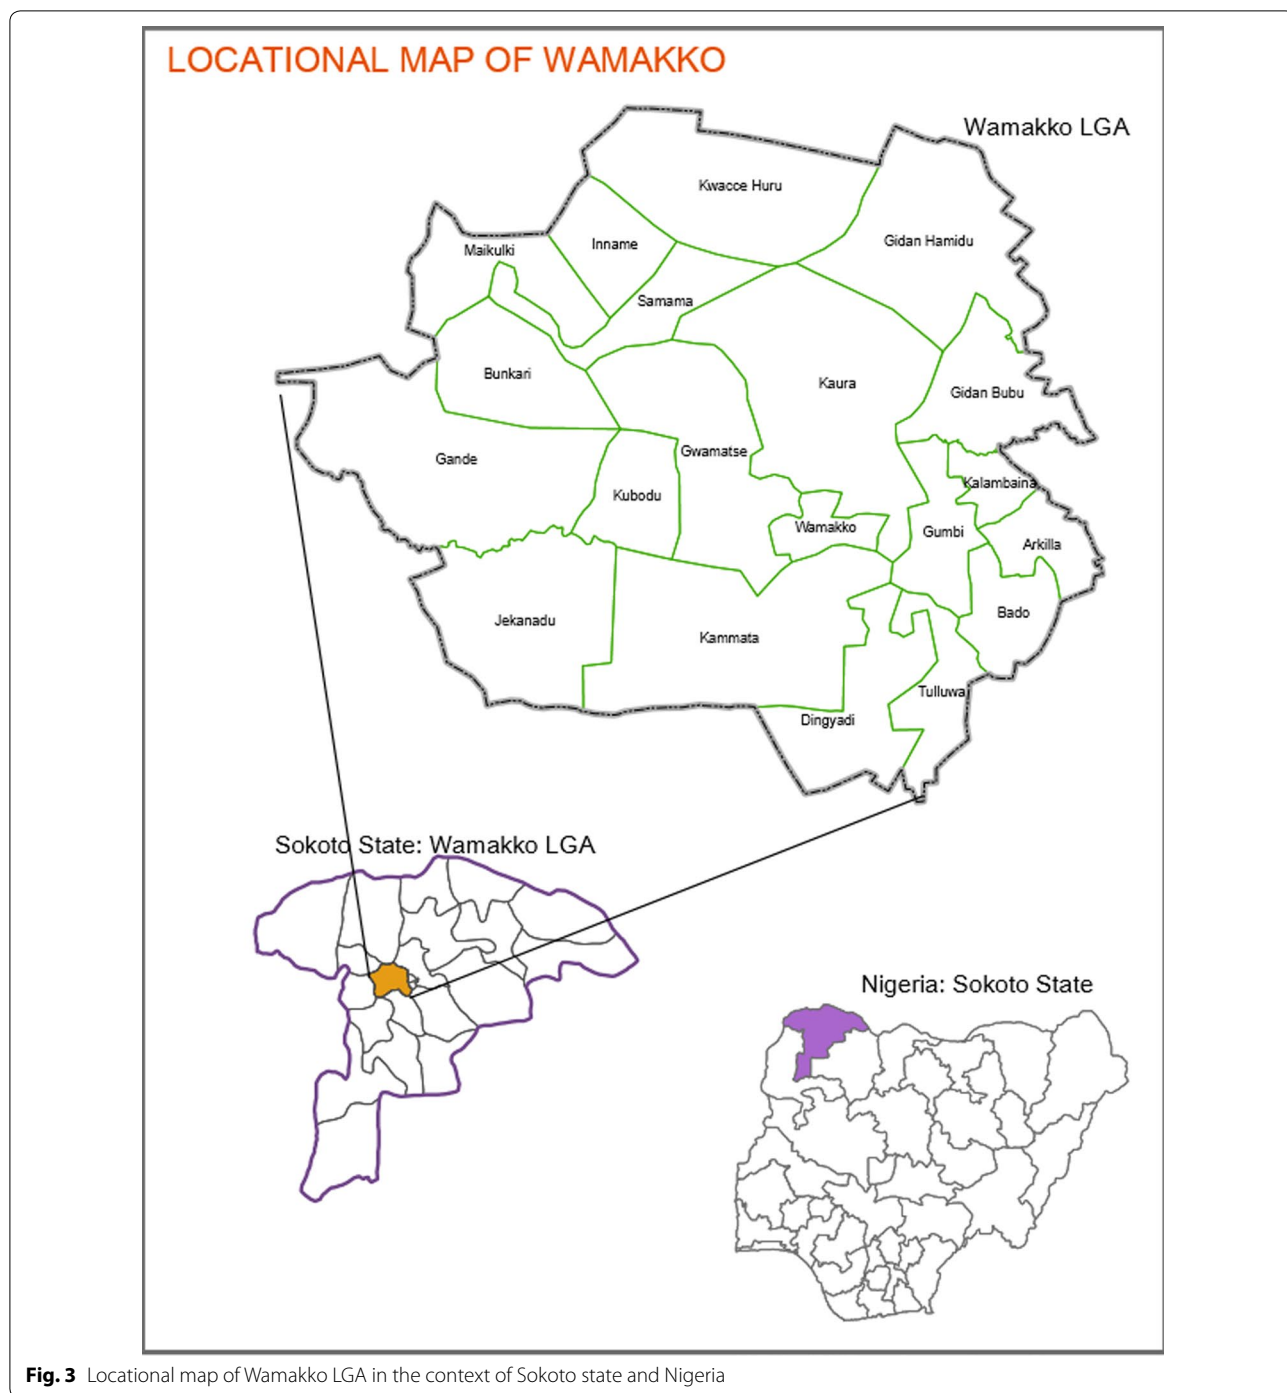 LOCATIONAL MAP OF WAMAKKO
Wamakko LGA
Kwacce Huru
Gidan Hamidu
Inname
Maikulki
Samama
Bunkari
Kaura
Gidan Bubu
Gwamatse
Gande
Kalambaina
Kubodu
Wamakko
Gumbi
Arkilla
Bado
Jekanadu
Kammata
Tulluwa
Dingyadi
Sokoto State: Wamakko LGA
Nigeria: Sokoto State
Fig. 3 Locational map of Wamakko LGA in the context of Sokoto state and Nigeria